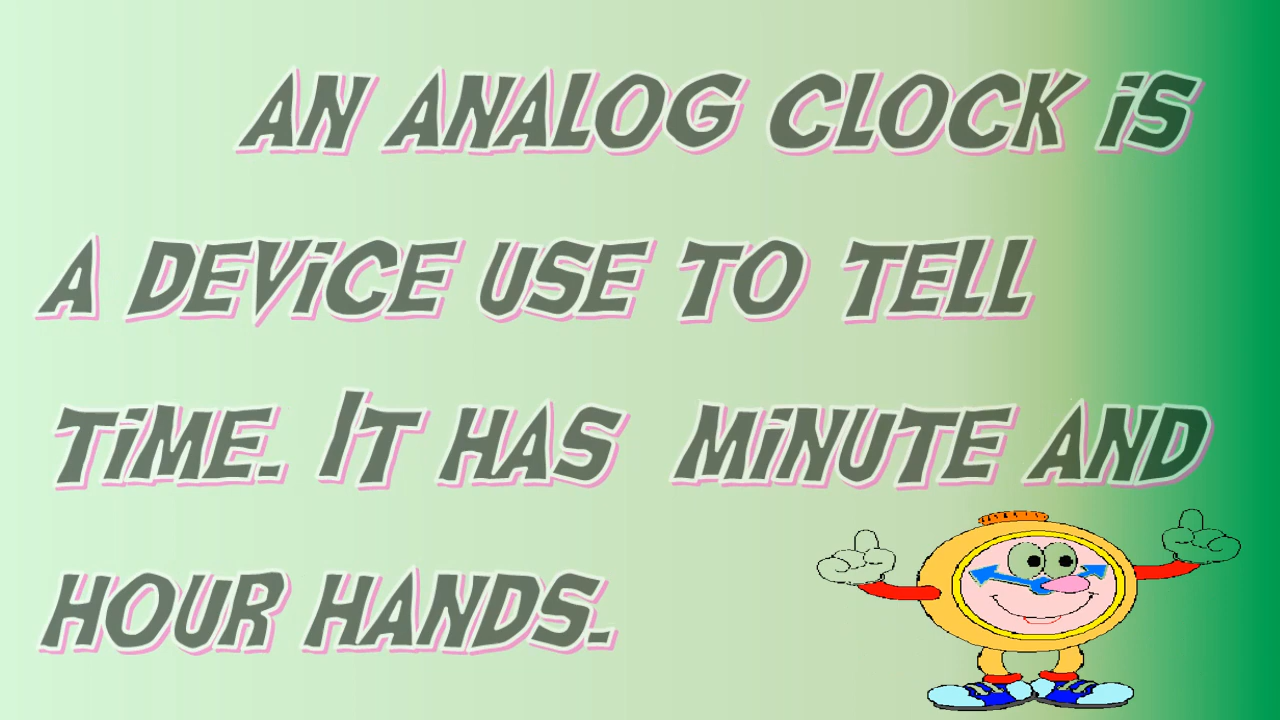 AN ANALOG CLOCK IS
A DEVICE USE TO TELL
TIME. IT HAS MINUTE AND
HOUR HANDS.